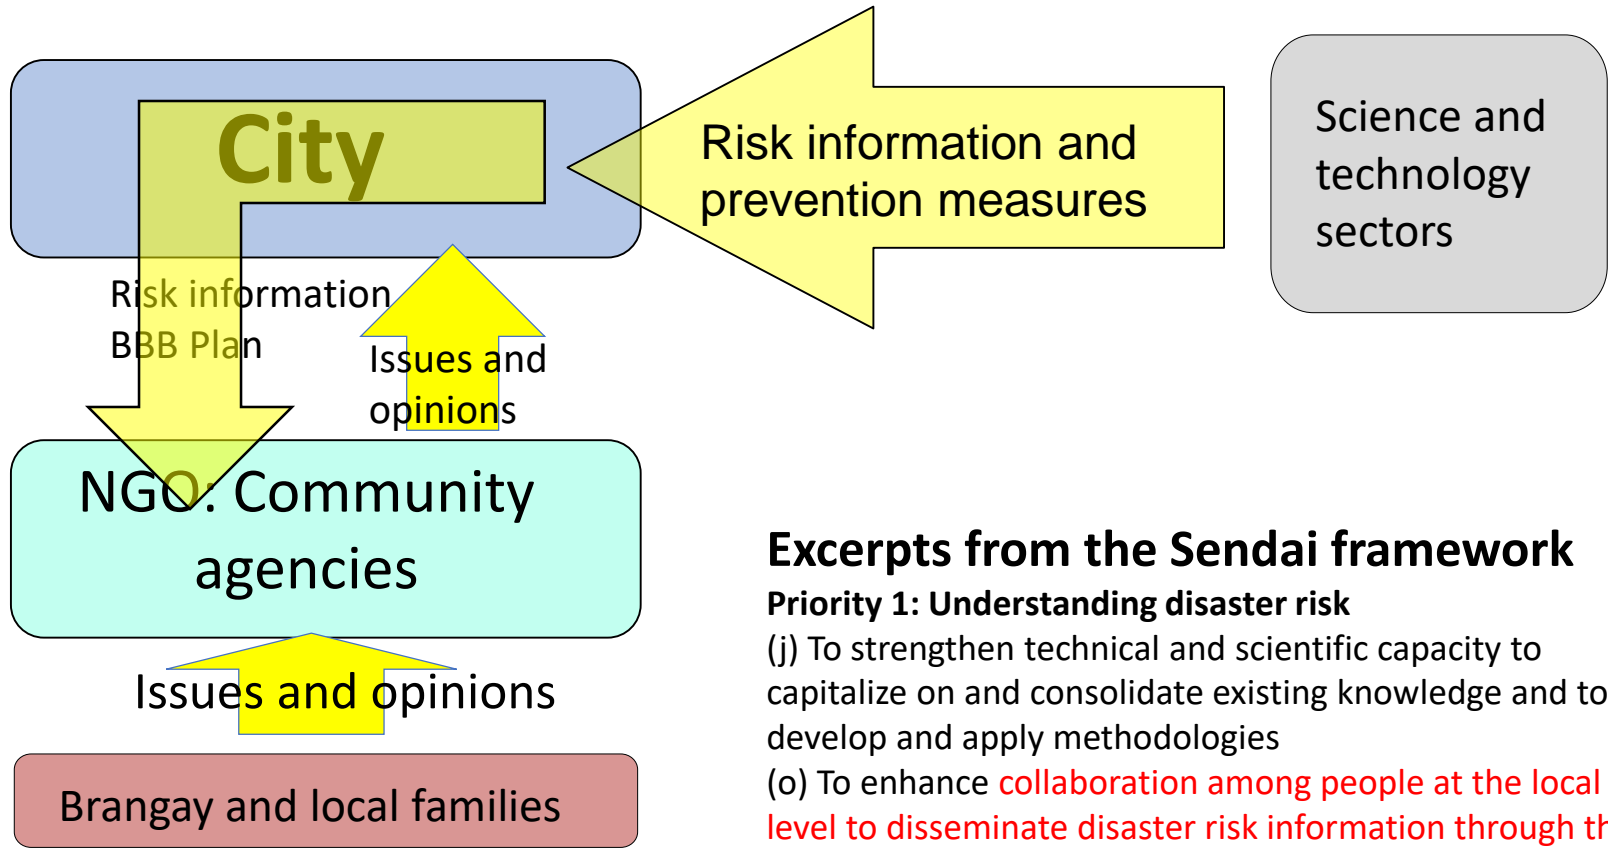 City
Risk information and
prevention measures
Science and
technology
sectors
Risk information
BBB Plan
Issues and
opinions
NGO: Community
agencies
Issues and opinions
Brangay and local families
Excerpts from the Sendai framework
Priority 1: Understanding disaster risk
(j) To strengthen technical and scientific capacity to
capitalize on and consolidate existing knowledge and to
develop and apply methodologies
(o) To enhance collaboration among people at the local
level to disseminate disaster risk information through